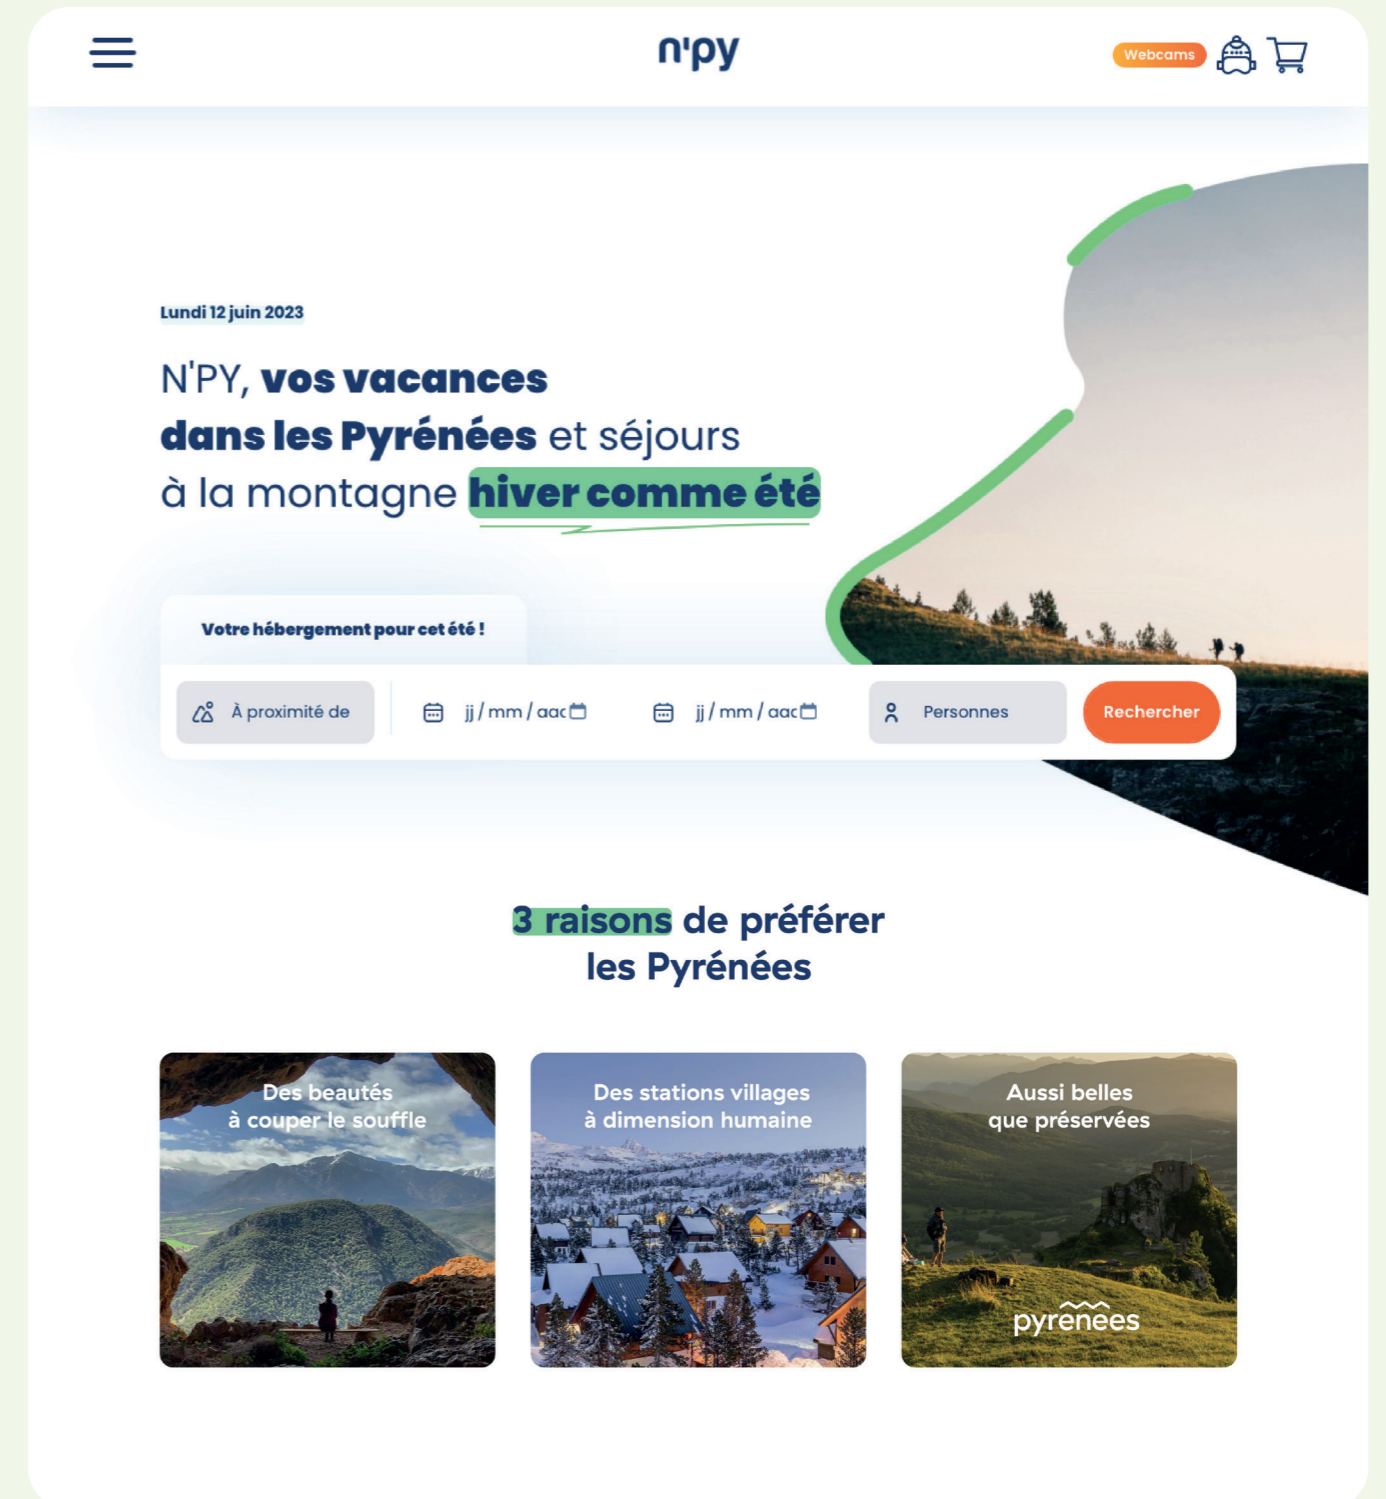 n'py
Webcams
Lundi 12 juin 2023
N'PY, vos vacances
dans les Pyrénées et séjours
à la montagne hiver comme été
Votre hébergement pour cet été !
À proximité de
jj / mm / aac
jj / mm / aac
Personnes
Rechercher
3 raisons de préférer
les Pyrénées
Des beautés
à couper le souffle
Des stations villages
à dimension humaine
Aussi belles
que préservées
pyrenees